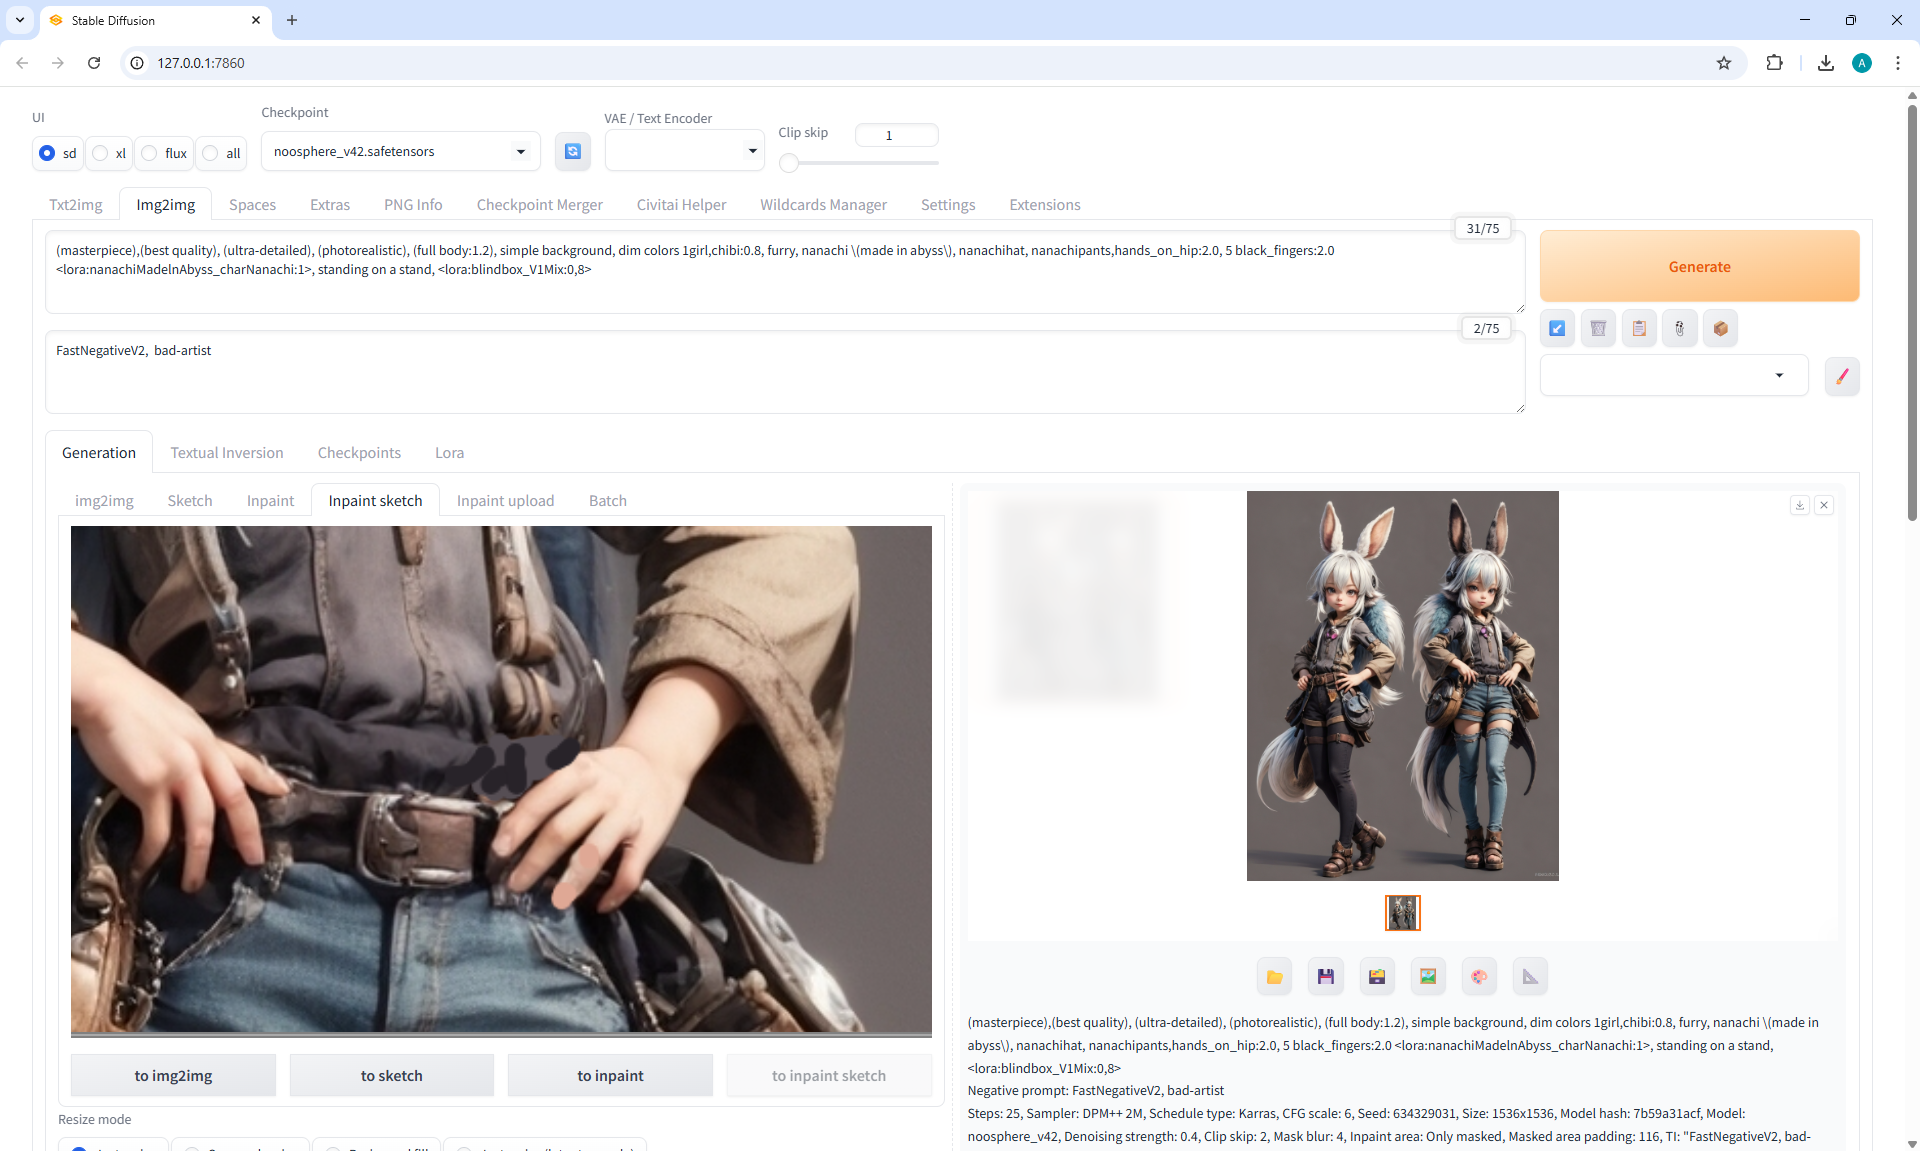 Stable Diffusion
127.0.0.1:7860
A
UI
sd
xl
flux
all
Checkpoint
noosphere_v42.safetensors
VAE / Text Encoder
Clip skip
1
Txt2img
Img2img
Spaces
Extras
PNG Info
Checkpoint Merger
Civitai Helper
Wildcards Manager
Settings
Extensions
31/75
(masterpiece),(best quality), (ultra-detailed), (photorealistic), (full body:1.2), simple background, dim colors 1girl,chibi:0.8, furry, nanachi \(made in abyss\), nanachihat, nanachipants,hands_on_hip:2.0, 5 black_fingers:2.0
<lora:nanachiMadeInAbyss_charNanachi:1>, standing on a stand, <lora:blindbox_V1Mix:0,8>
Generate
2/75
FastNegativeV2, bad-artist
Generation
Textual Inversion
Checkpoints
Lora
img2img
Sketch
Inpaint
Inpaint sketch
Inpaint upload
Batch
to img2img
to sketch
to inpaint
to inpaint sketch
Resize mode
(masterpiece),(best quality), (ultra-detailed), (photorealistic), (full body:1.2), simple background, dim colors 1girl,chibi:0.8, furry, nanachi \(made in
abyss\), nanachihat, nanachipants,hands_on_hip:2.0, 5 black_fingers:2.0 <lora:nanachiMadeInAbyss_charNanachi:1>, standing on a stand,
<lora:blindbox_V1Mix:0,8>
Negative prompt: FastNegativeV2, bad-artist
Steps: 25, Sampler: DPM++ 2M, Schedule type: Karras, CFG scale: 6, Seed: 634329031, Size: 1536x1536, Model hash: 7b59a31acf, Model:
noosphere_v42, Denoising strength: 0.4, Clip skip: 2, Mask blur: 4, Inpaint area: Only masked, Masked area padding: 116, TI: "FastNegativeV2, bad-